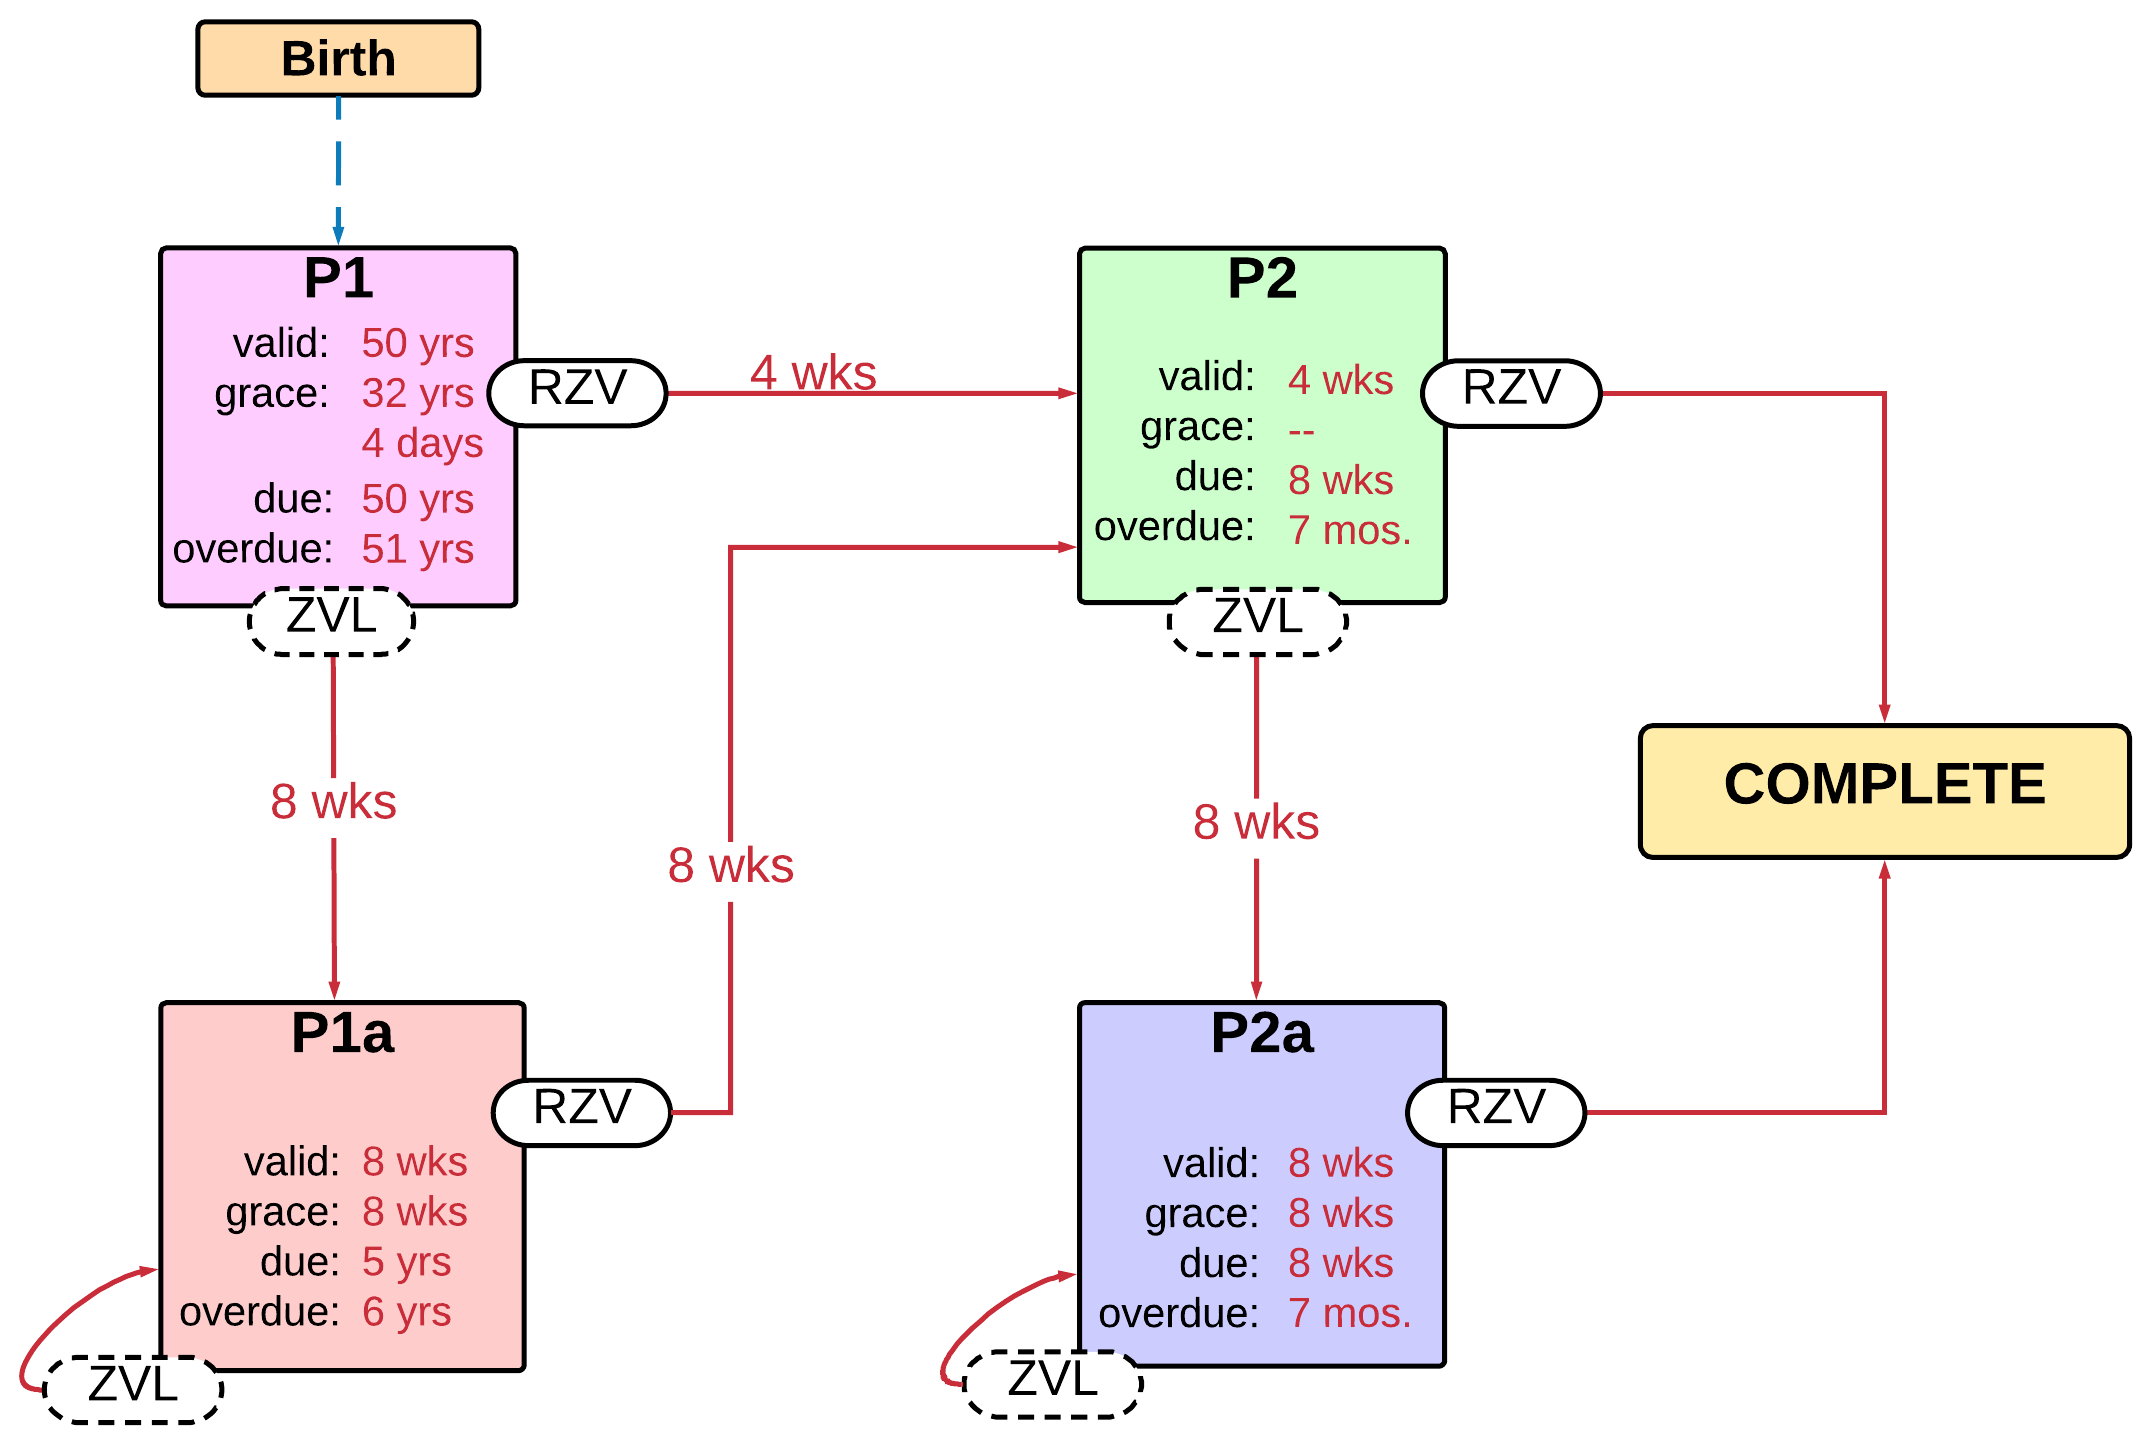 Birth
P1
valid: 50 yrs
grace: 32 yrs
4 days
due: 50 yrs
overdue: 51 yrs
RZV
ZVL
4 wks
P2
valid: 4 wks
grace: --
due: 8 wks
overdue: 7 mos.
RZV
ZVL
8 wks
8 wks
8 wks
COMPLETE
P1a
RZV
valid: 8 wks
grace: 8 wks
due: 5 yrs
overdue: 6 yrs
ZVL
P2a
RZV
valid: 8 wks
grace: 8 wks
due: 8 wks
overdue: 7 mos.
ZVL